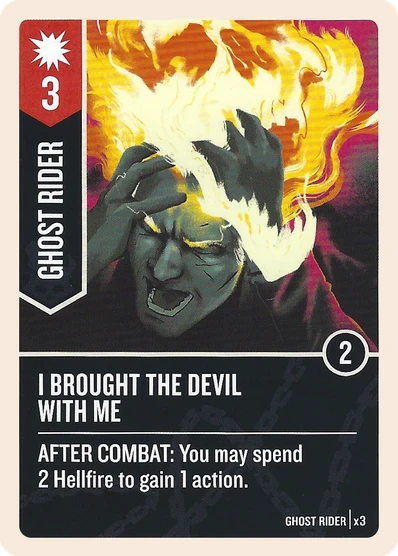 3
GHOST RIDER
2
I BROUGHT THE DEVIL
WITH ME
AFTER COMBAT: You may spend
2 Hellfire to gain 1 action.
GHOST RIDER | x3